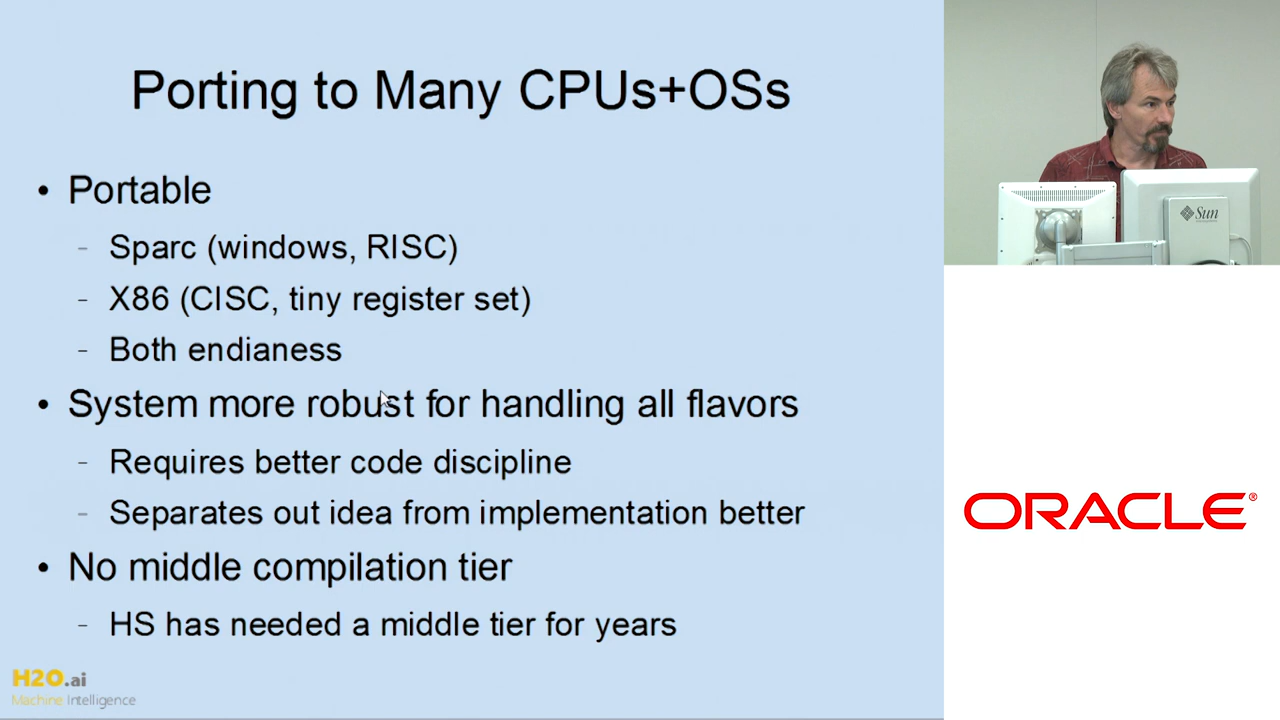 Porting to Many CPUs+OSs
• Portable
- Sparc (windows, RISC)
- X86 (CISC, tiny register set)
- Both endianess
• System more robust for handling all flavors
- Requires better code discipline
- Separates out idea from implementation better
• No middle compilation tier
- HS has needed a middle tier for years
H2O.ai
Machine Intelligence
Sun
ORACLE®